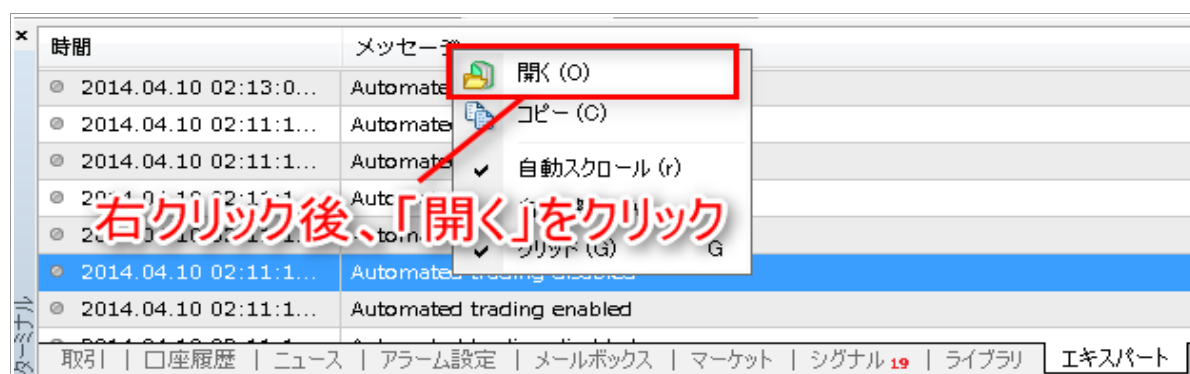 時間 メッセージ
2014.04.10 02:13:0... Automate
開く (O)
2014.04.10 02:11:1... Automate
コピー (C)
2014.04.10 02:11:1... Automate
自動スクロール (r)
右クリック後、「開く」をクリック
グリッド (G) G
2014.04.10 02:11:1... Automated trading disabled
2014.04.10 02:11:1... Automated trading enabled
ターミナル
取引 | 口座履歴 | ニュース | アラーム設定 | メールボックス | マーケット | シグナル 19 | ライブラリ エキスパート